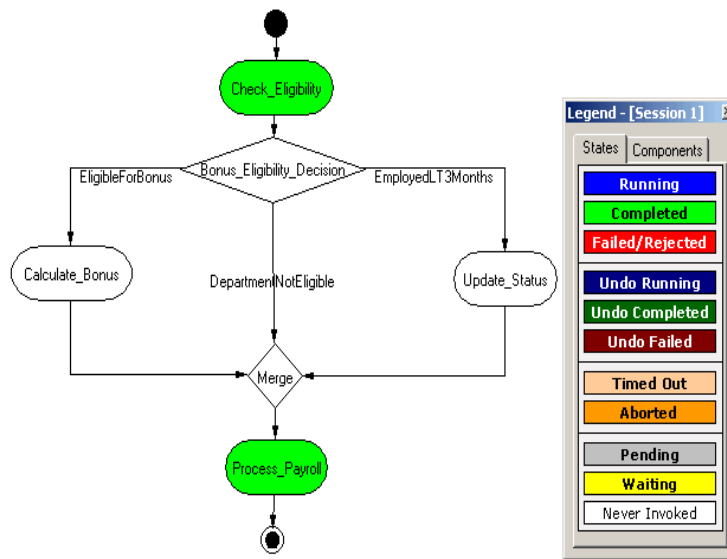 Check_Eligibility
EligibleForBonus
Bonus_Eligibility_Decision
EmployedLT3Months
Calculate_Bonus
DepartmentNotEligible
Update_Status
Merge
Process_Payroll
Legend - [Session 1]
States
Components
Running
Completed
Failed/Rejected
Undo Running
Undo Completed
Undo Failed
Timed Out
Aborted
Pending
Waiting
Never Invoked